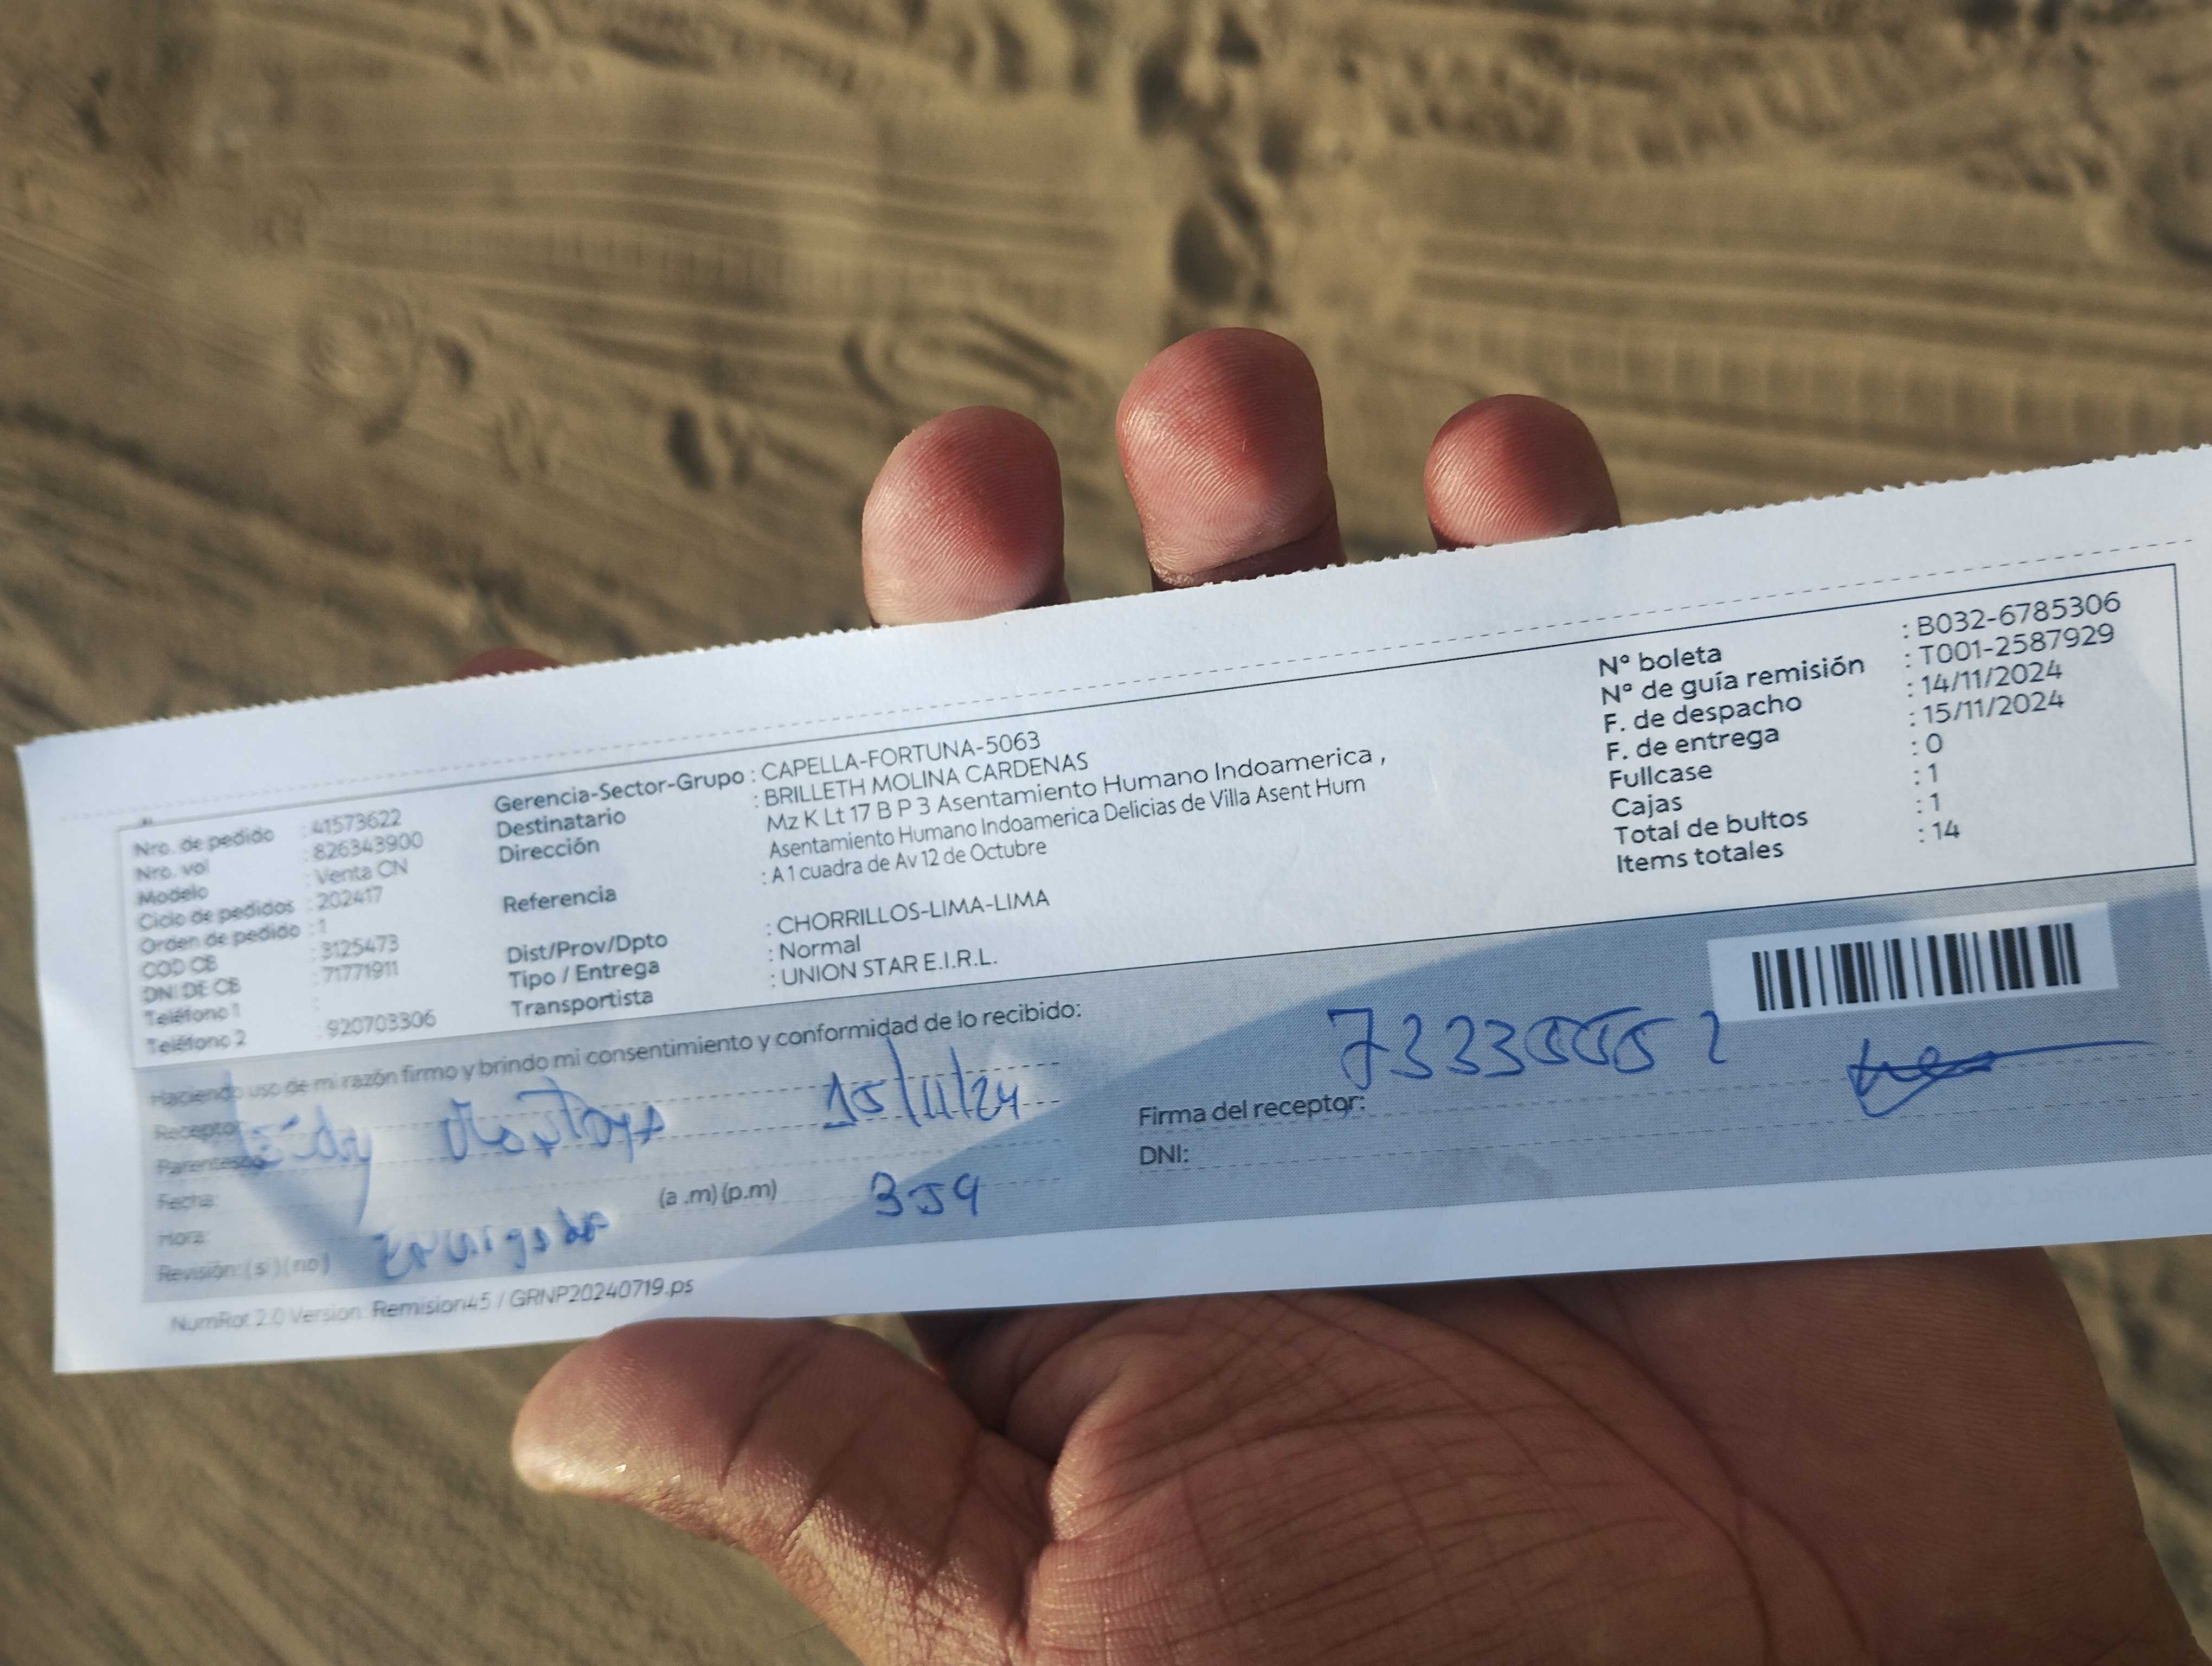 Nro. de pedido : 41573622
Nro. vol : 826343900
Modelo : Venta CN
Ciclo de pedidos : 202417
Orden de pedido : 1
COD CB : 3125473
DNI DE CB : 71771911
Teléfono 1 :
Teléfono 2 : 920703306
Gerencia-Sector-Grupo : CAPELLA-FORTUNA-5063
Destinatario : BRILLETH MOLINA CARDENAS
Dirección Mz K Lt 17 B P 3 Asentamiento Humano Indoamerica ,
Asentamiento Humano Indoamerica Delicias de Villa Asent Hum
Referencia : A 1 cuadra de Av 12 de Octubre
Dist/Prov/Dpto : CHORRILLOS-LIMA-LIMA
Tipo / Entrega : Normal
Transportista : UNION STAR E.I.R.L.
N° boleta : B032-6785306
N° de guía remisión : T001-2587929
F. de despacho : 14/11/2024
F. de entrega : 15/11/2024
Fullcase : 0
Cajas : 1
Total de bultos : 1
Items totales : 14
Haciendo uso de mi razón firmo y brindo mi consentimiento y conformidad de lo recibido:
Receptor:
Parentesco:
15/11/24
Fecha:
Hora: (a .m) (p.m) 359
Revisión: ( si ) ( no )
Firma del receptor:
DNI:
NumRot 2.0 Version: Remision45 / GRNP20240719.ps